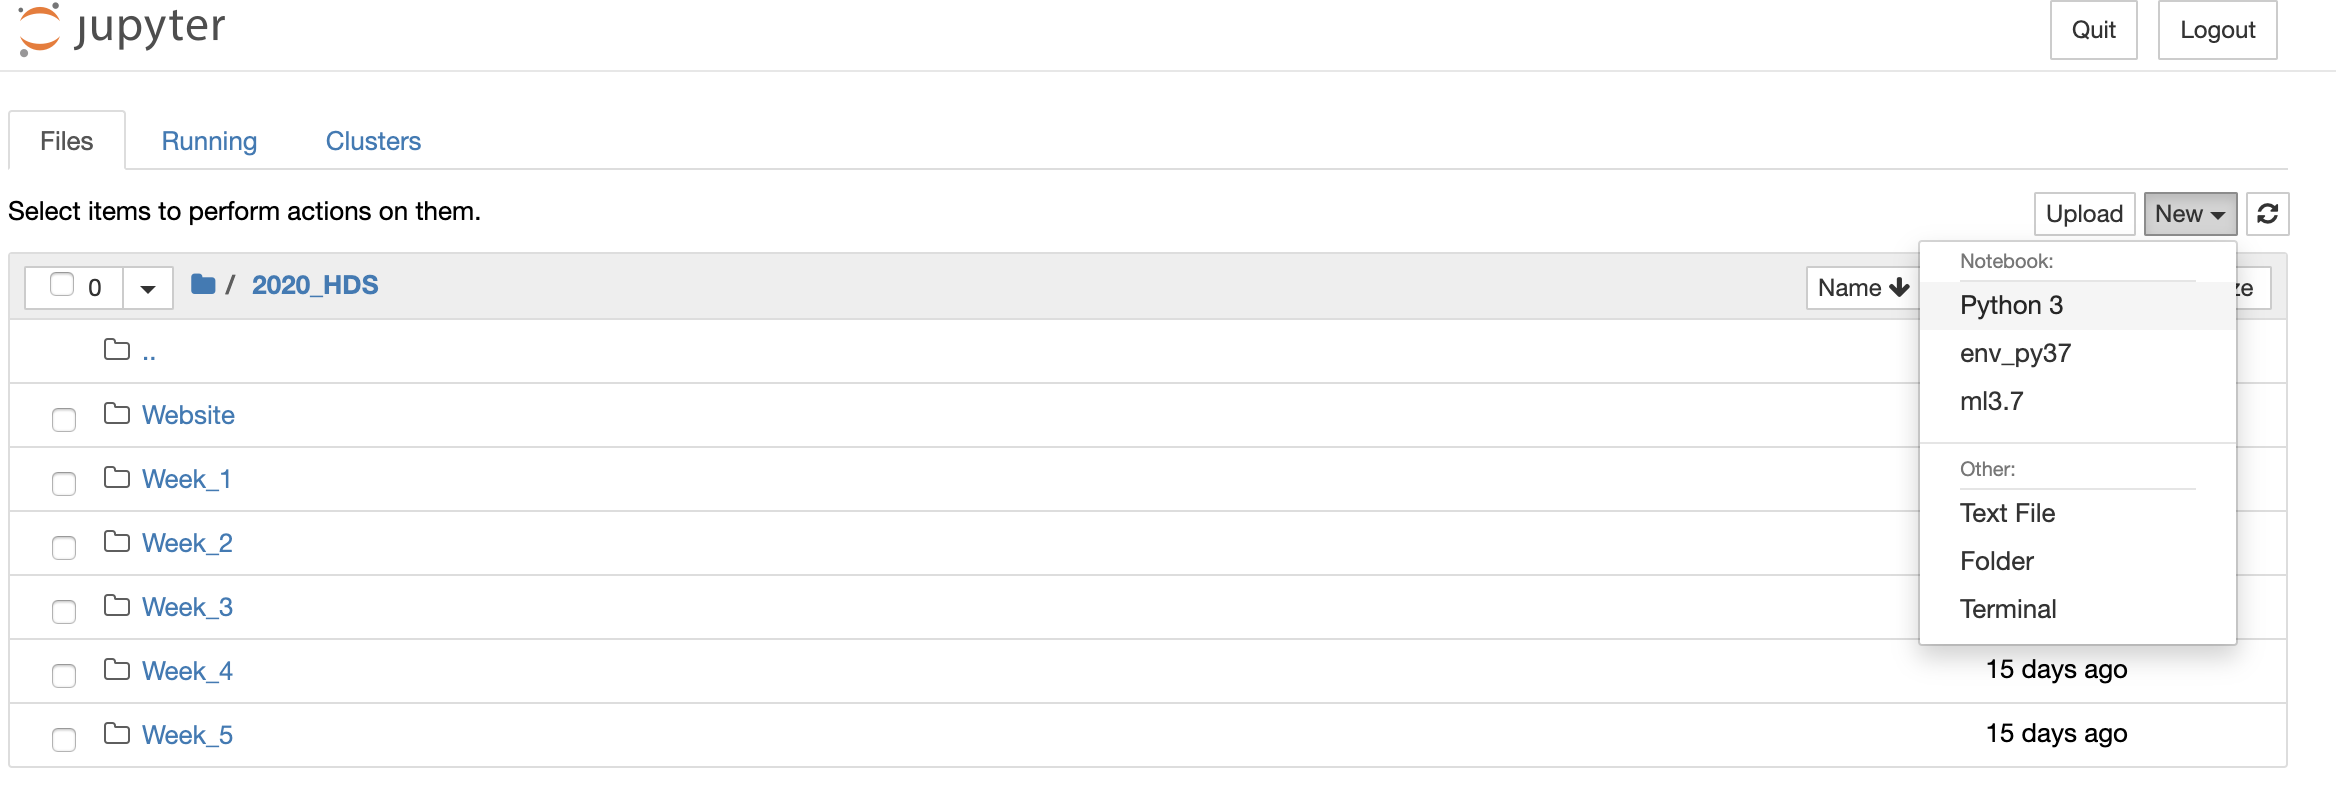 jupyter
Quit
Logout
Files
Running
Clusters
Select items to perform actions on them.
Upload
New
0
/ 2020_HDS
Name
Notebook:
Python 3
env_py37
ml3.7
Other:
Text File
Folder
Terminal
..
Website
Week_1
Week_2
Week_3
Week_4
15 days ago
Week_5
15 days ago